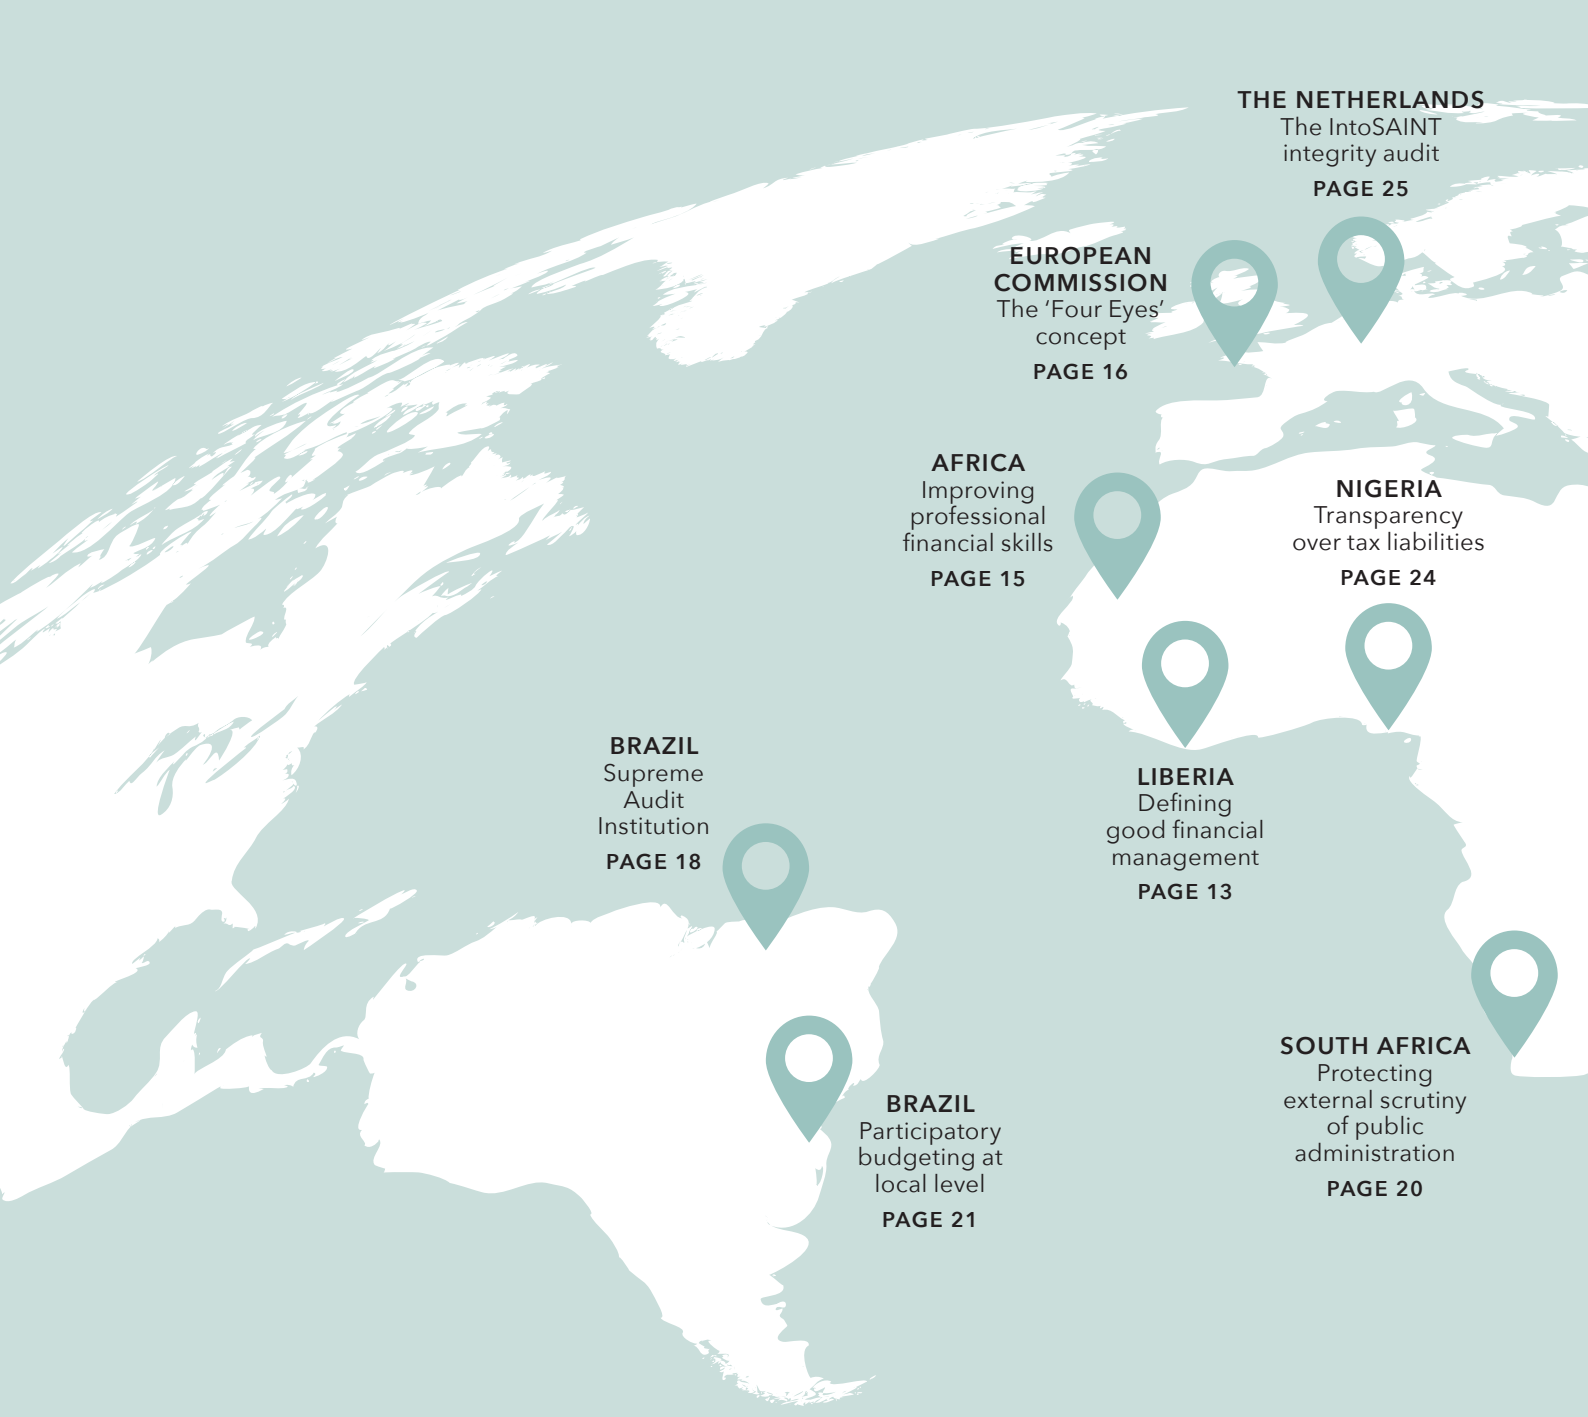 THE NETHERLANDS
The IntoSAINT
integrity audit
PAGE 25
EUROPEAN
COMMISSION
The ‘Four Eyes’
concept
PAGE 16
AFRICA
Improving
professional
financial skills
PAGE 15
NIGERIA
Transparency
over tax liabilities
PAGE 24
BRAZIL
Supreme
Audit
Institution
PAGE 18
LIBERIA
Defining
good financial
management
PAGE 13
SOUTH AFRICA
Protecting
external scrutiny
of public
administration
PAGE 20
BRAZIL
Participatory
budgeting at
local level
PAGE 21